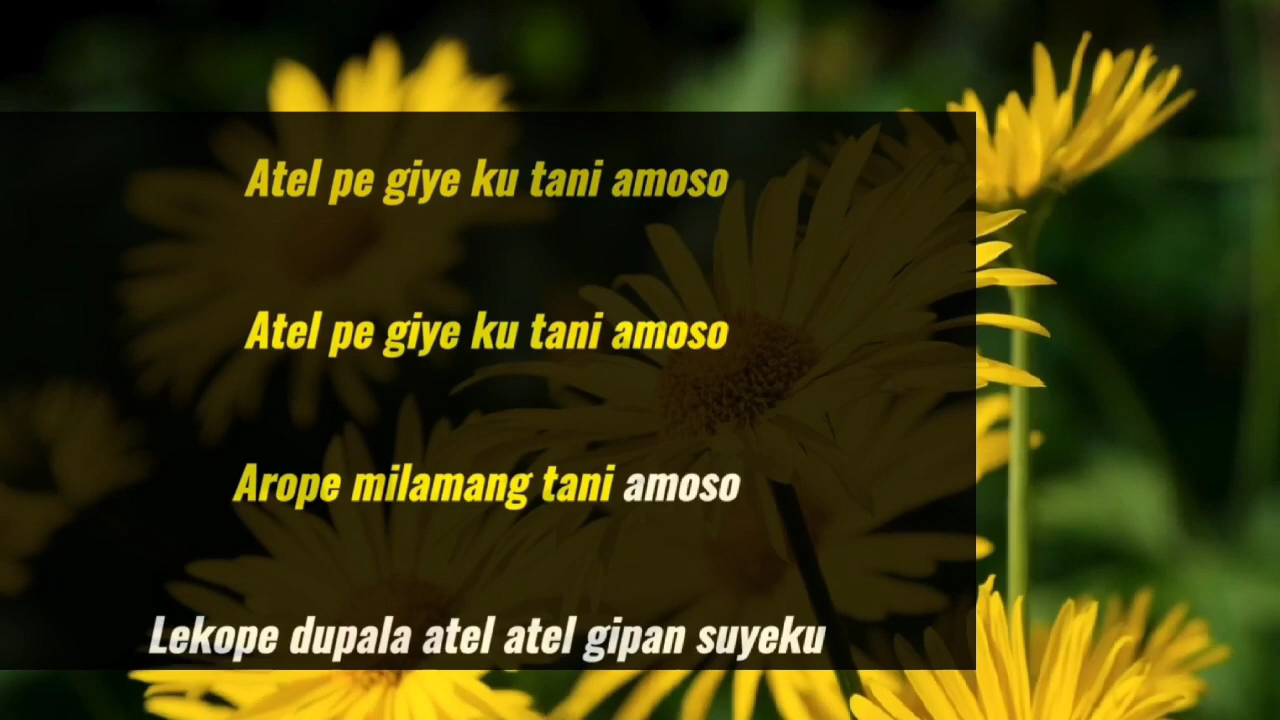 Atel pe giye ku tani amoso
Atel pe giye ku tani amoso
Arope milamang tani amoso
Lekope dupala atel atel gipan suyeku